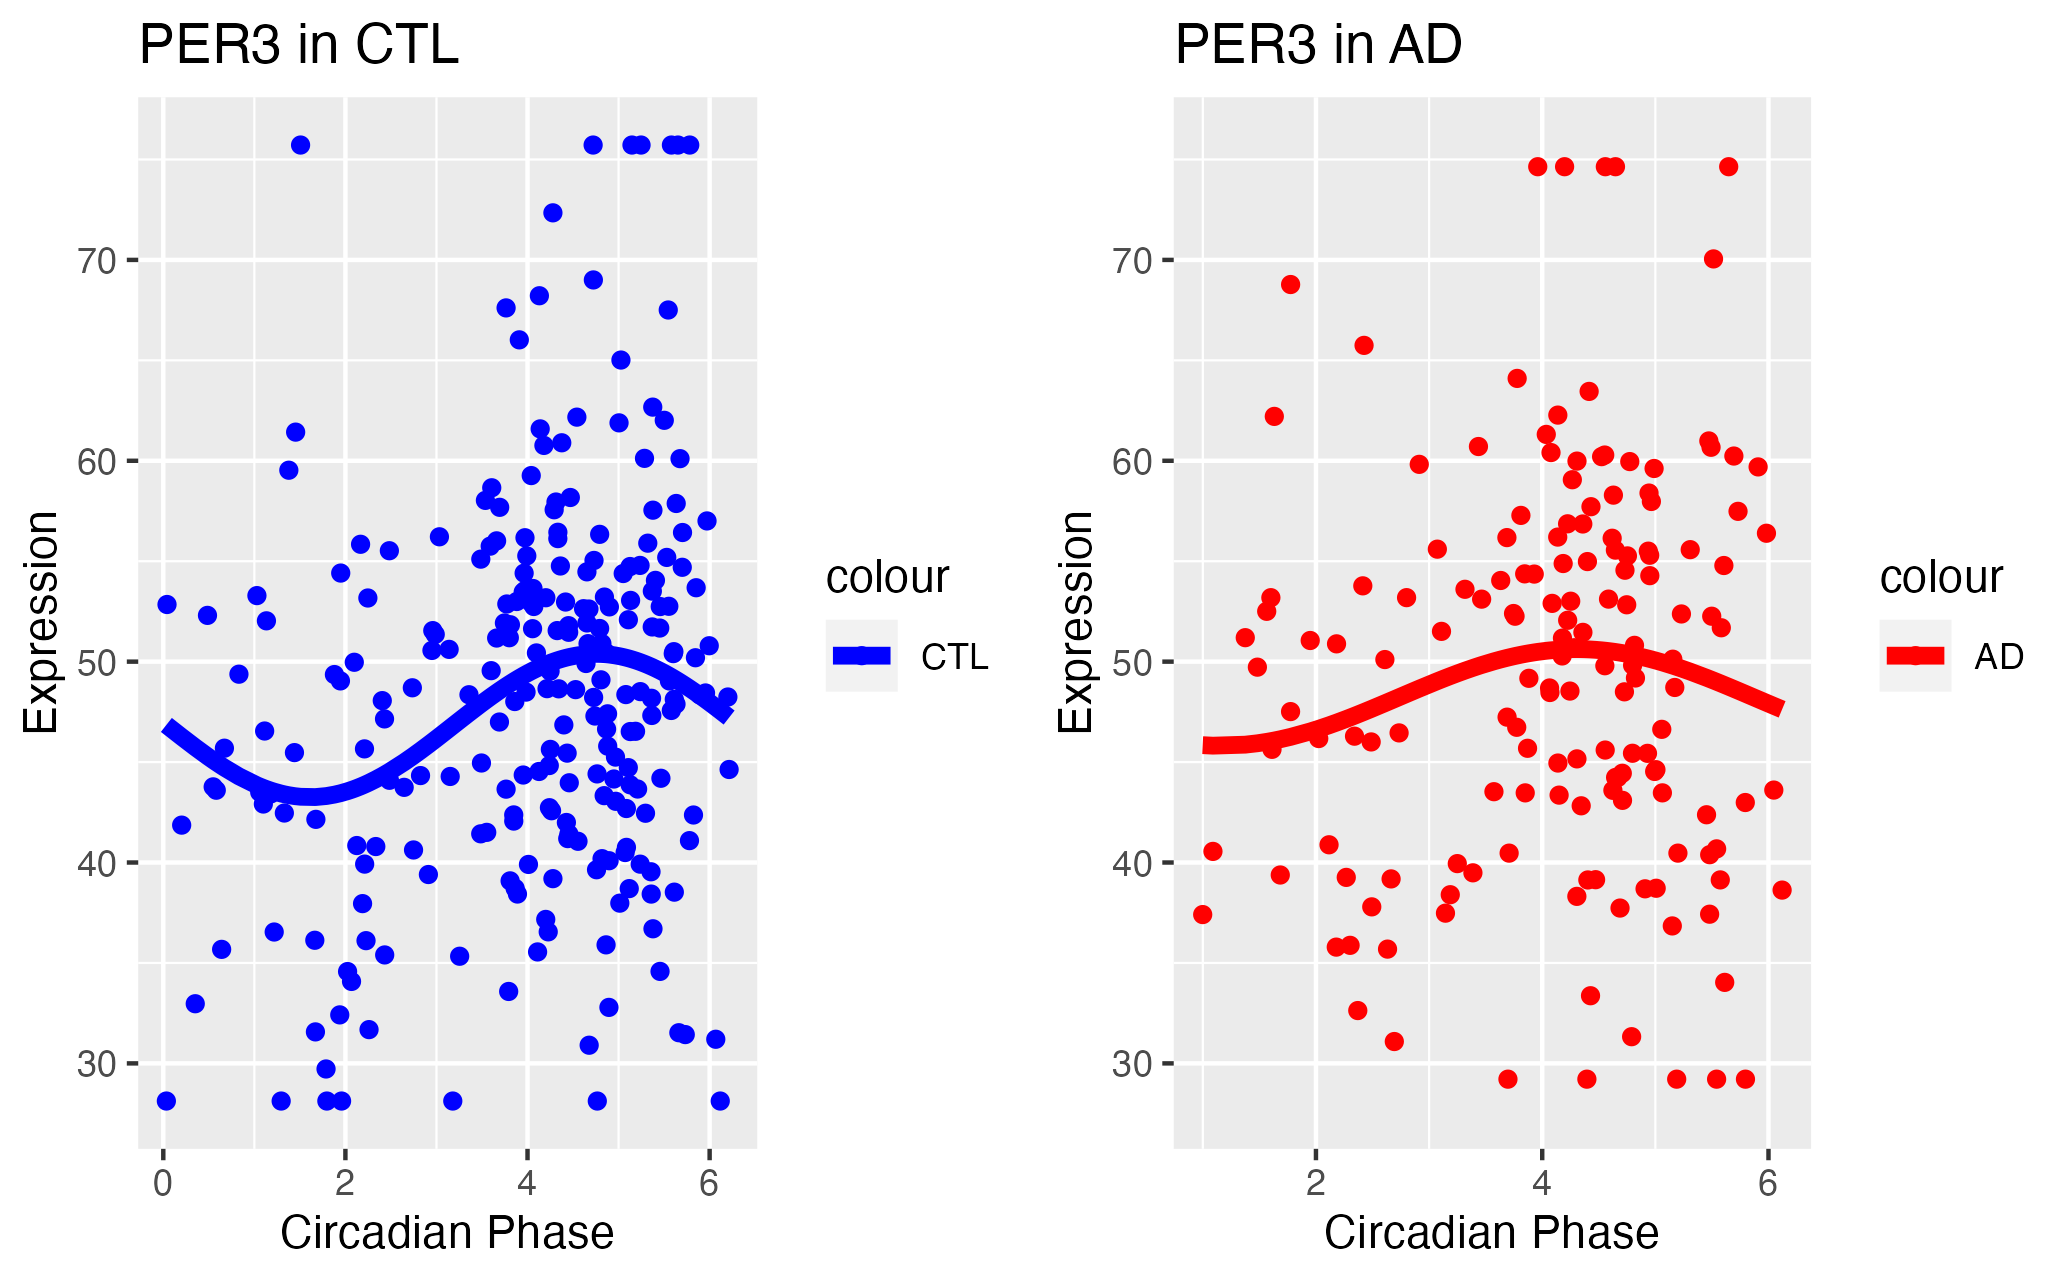 PER3 in CTL
70
60
50
40
30
Expression
0 2 4 6
Circadian Phase
colour
CTL
PER3 in AD
70
60
50
40
30
Expression
2 4 6
Circadian Phase
colour
AD